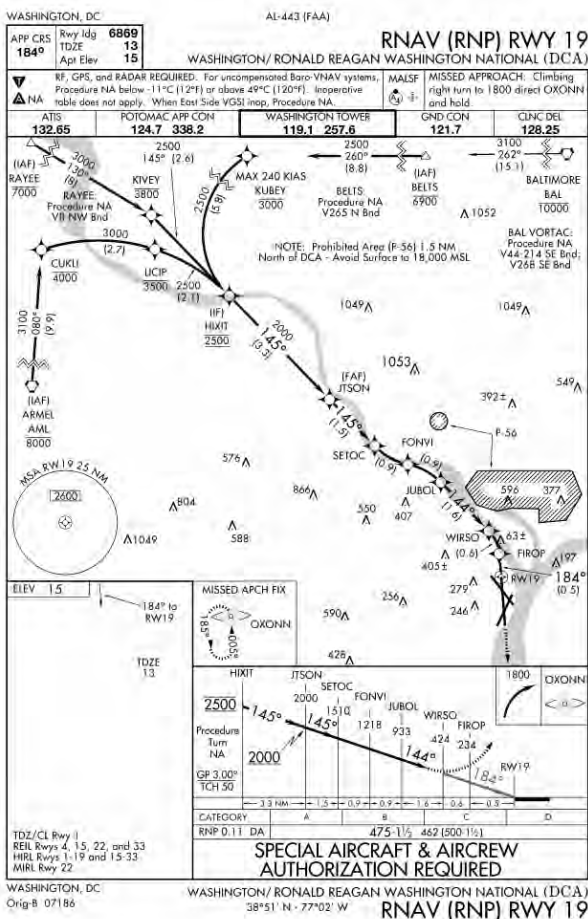 WASHINGTON, DC
AL-443 (FAA)
RNAV (RNP) RWY 19
WASHINGTON/ RONALD REAGAN WASHINGTON NATIONAL (DCA)
APP CRS
184°
Rwy ldg 6869
TDZE 13
Apt Elev 15
RF, GPS, and RADAR REQUIRED. For uncompensated Baro-VNAV systems,
Procedure NA below -11°C (12°F) or above 49°C (120°F). Inoperative
table does not apply. When East Side VGSI inop, Procedure NA.
NA
MALSF
MISSED APPROACH: Climbing
right turn to 1800 direct OXONN
and hold.
ATIS
132.65
POTOMAC APP CON
124.7 338.2
WASHINGTON TOWER
119.1 257.6
GND CON
121.7
CLNC DEL
128.25
(IAF)
RAYEE
7000
3000
130°
(8)
RAYEE:
Procedure NA
V11 NW Bnd
KIVEY
3800
2500
145° (2.6)
2500
(5.8)
MAX 240 KIAS
KUBEY
3000
2500
260°
(8.8)
BELTS:
Procedure NA
V265 N Bnd
(IAF)
BELTS
6900
3100
262°
(15.1)
BALTIMORE
BAL
10000
1052
BAL VORTAC:
Procedure NA
V44-214 SE Bnd;
V268 SE Bnd
NOTE: Prohibited Area (P-56) 1.5 NM
North of DCA - Avoid Surface to 18,000 MSL
CUKLI
4000
3000
(2.7)
UCIP
3500
2500
(2.1)
(IF)
HIXIT
2500
3100
080°
(9.9)
(IAF)
ARMEL
AML
8000
2000
145°
(3.3)
1049
1049
1053
549
392±
(FAF)
JTSON
145°
(1.5)
SETOC
(0.9)
FONVI
(0.9)
JUBOL
P-56
596
377
144°
(1.6)
WIRSO
(0.6)
63±
FIROP
197
184°
(0.5)
RW19
MSA RW19 25 NM
2600
576
804
866
1049
588
550
407
405±
279
256
246
590
428
ELEV 15
184° to
RW19
TDZE
13
MISSED APCH FIX
OXONN
185°
005°
HIXIT
2500
Procedure
Turn
NA
GP 3.00°
TCH 50
145°
JTSON
2000
2000
145°
SETOC
1510
FONVI
1218
JUBOL
933
144°
WIRSO
424
FIROP
234
184°
RW19
1800
OXONN
3.3 NM 1.5 0.9 0.9 1.6 0.6 0.5
CATEGORY A B C D
RNP 0.11 DA 475-1½ 462 (500-1½)
SPECIAL AIRCRAFT & AIRCREW
AUTHORIZATION REQUIRED
TDZ/CL Rwy 1
REIL Rwys 4, 15, 22, and 33
HIRL Rwys 1-19 and 15-33
MIRL Rwy 22
WASHINGTON, DC
Orig-B 07186
38°51' N - 77°02' W
WASHINGTON/ RONALD REAGAN WASHINGTON NATIONAL (DCA)
RNAV (RNP) RWY 19